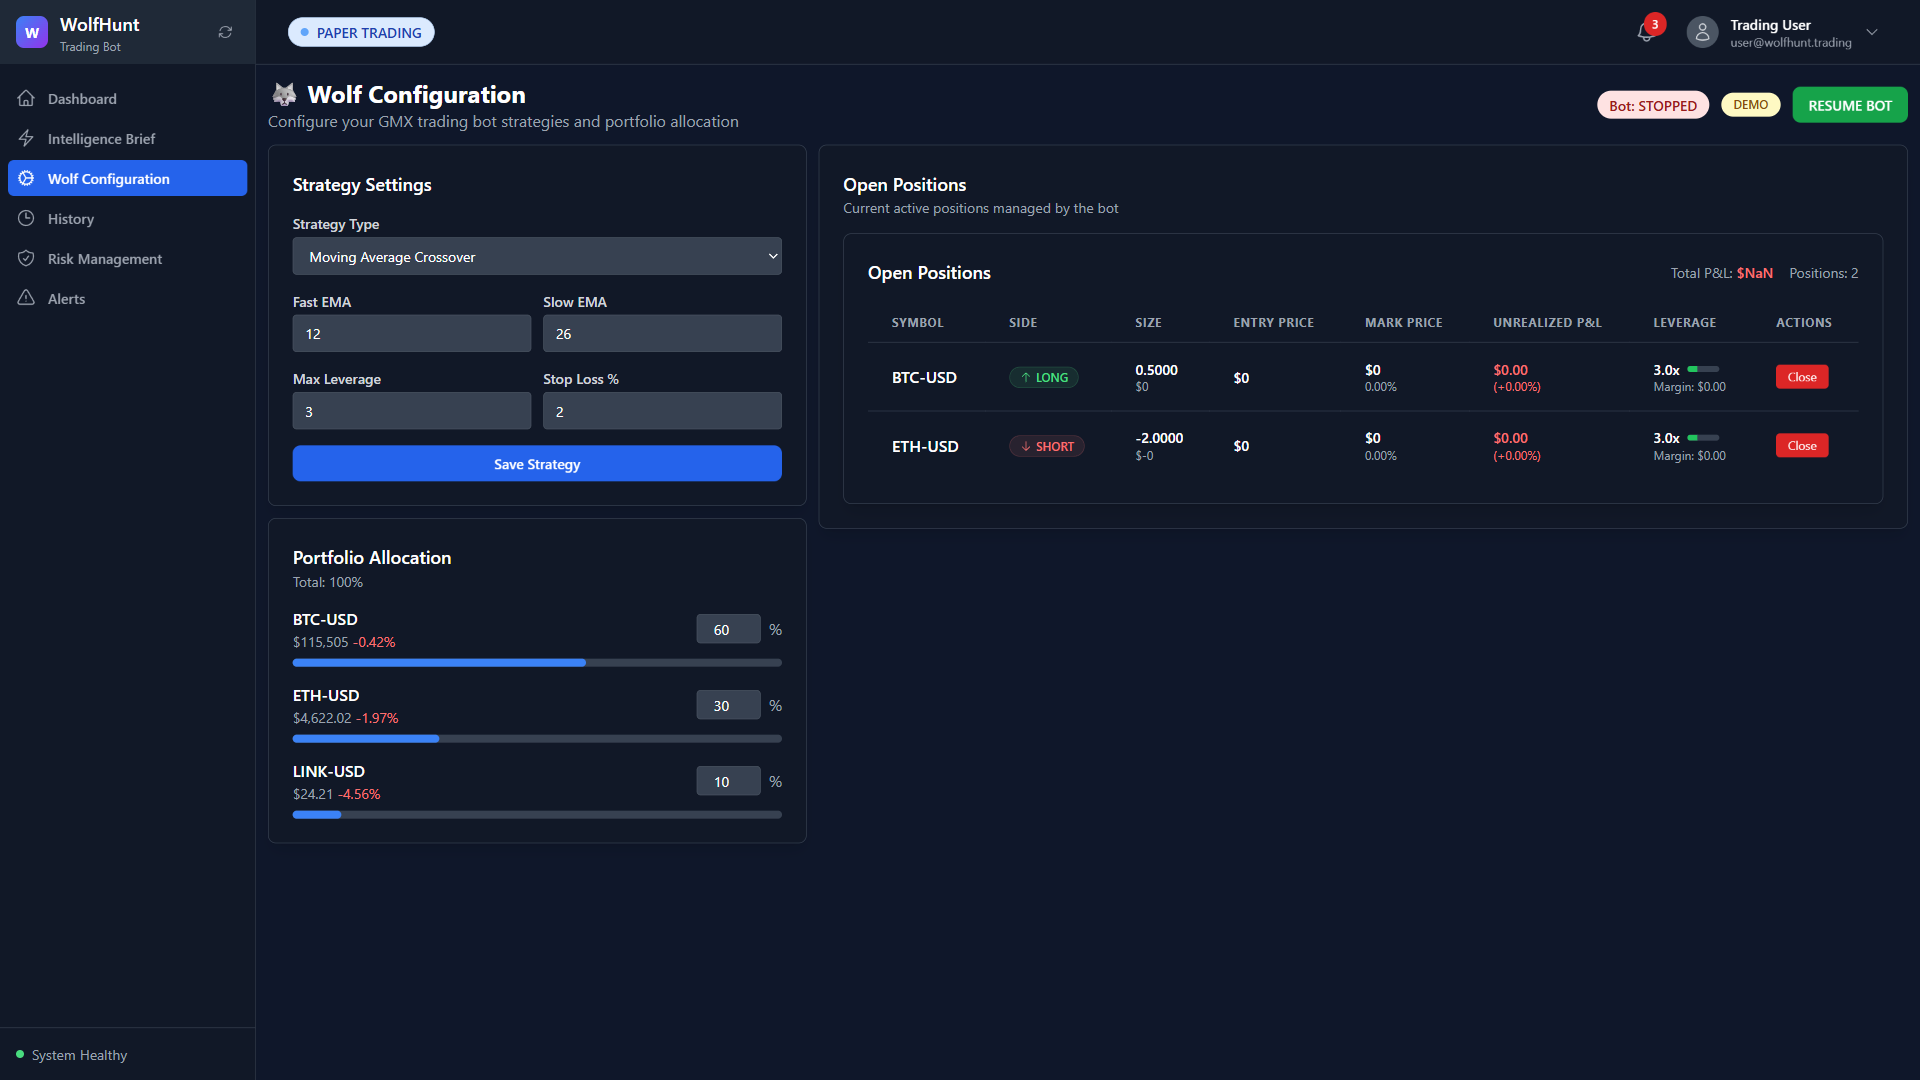 W
WolfHunt
Trading Bot
Dashboard
Intelligence Brief
Wolf Configuration
History
Risk Management
Alerts
System Healthy
PAPER TRADING
3
Trading User
user@wolfhunt.trading
🐺 Wolf Configuration
Configure your GMX trading bot strategies and portfolio allocation
Bot: STOPPED
DEMO
RESUME BOT
Strategy Settings
Strategy Type
Moving Average Crossover
Fast EMA
Slow EMA
12
26
Max Leverage
Stop Loss %
3
2
Save Strategy
Portfolio Allocation
Total: 100%
BTC-USD
$115,505 -0.42%
60 %
ETH-USD
$4,622.02 -1.97%
30 %
LINK-USD
$24.21 -4.56%
10 %
Open Positions
Current active positions managed by the bot
Open Positions
Total P&L: $NaN Positions: 2
SYMBOL SIDE SIZE ENTRY PRICE MARK PRICE UNREALIZED P&L LEVERAGE ACTIONS
BTC-USD ↑ LONG 0.5000 $0 $0 $0.00 3.0x Close
$0 0.00% (+0.00%) Margin: $0.00
ETH-USD ↓ SHORT -2.0000 $0 $0 $0.00 3.0x Close
$-0 0.00% (+0.00%) Margin: $0.00